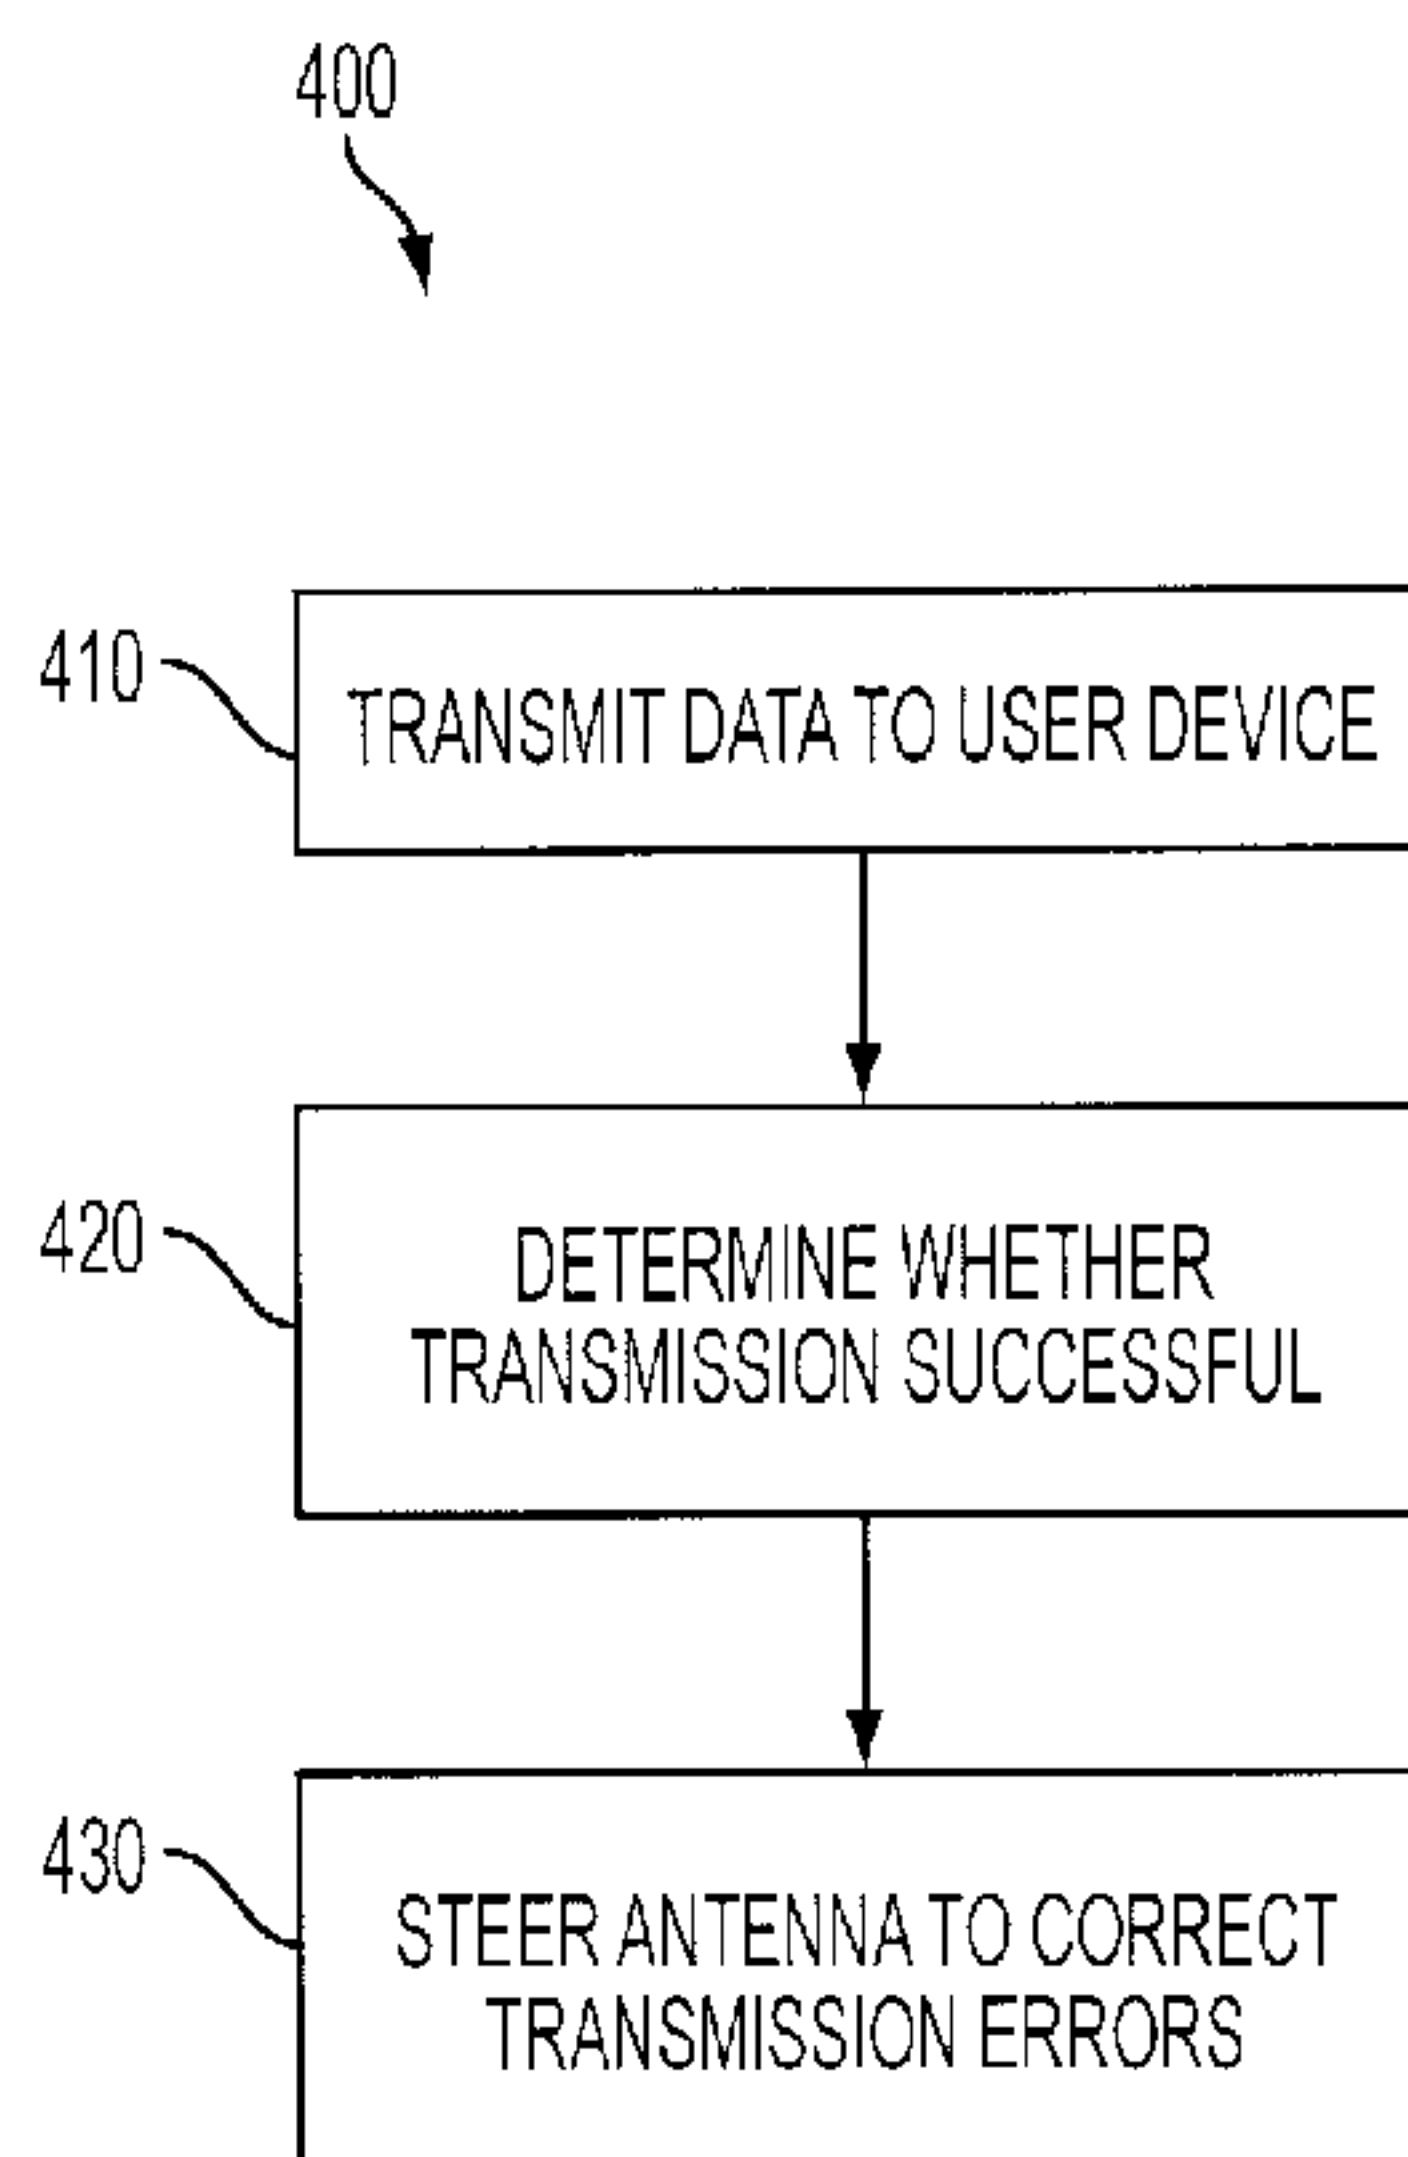 400
410
TRANSMIT DATA TO USER DEVICE
420
DETERMINE WHETHER
TRANSMISSION SUCCESSFUL
430
STEER ANTENNA TO CORRECT
TRANSMISSION ERRORS